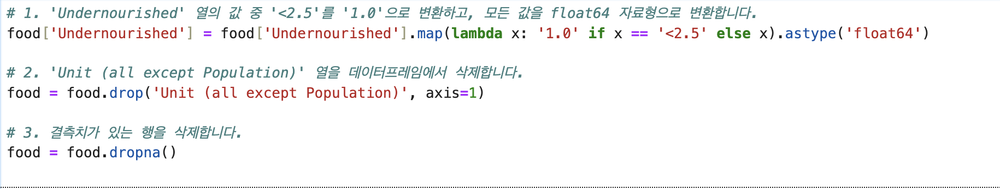 # 1. 'Undernourished' 열의 값 중 '<2.5'를 '1.0'으로 변환하고, 모든 값을 float64 자료형으로 변환합니다.
food['Undernourished'] = food['Undernourished'].map(lambda x: '1.0' if x == '<2.5' else x).astype('float64')
# 2. 'Unit (all except Population)' 열을 데이터프레임에서 삭제합니다.
food = food.drop('Unit (all except Population)', axis=1)
# 3. 결측치가 있는 행을 삭제합니다.
food = food.dropna()